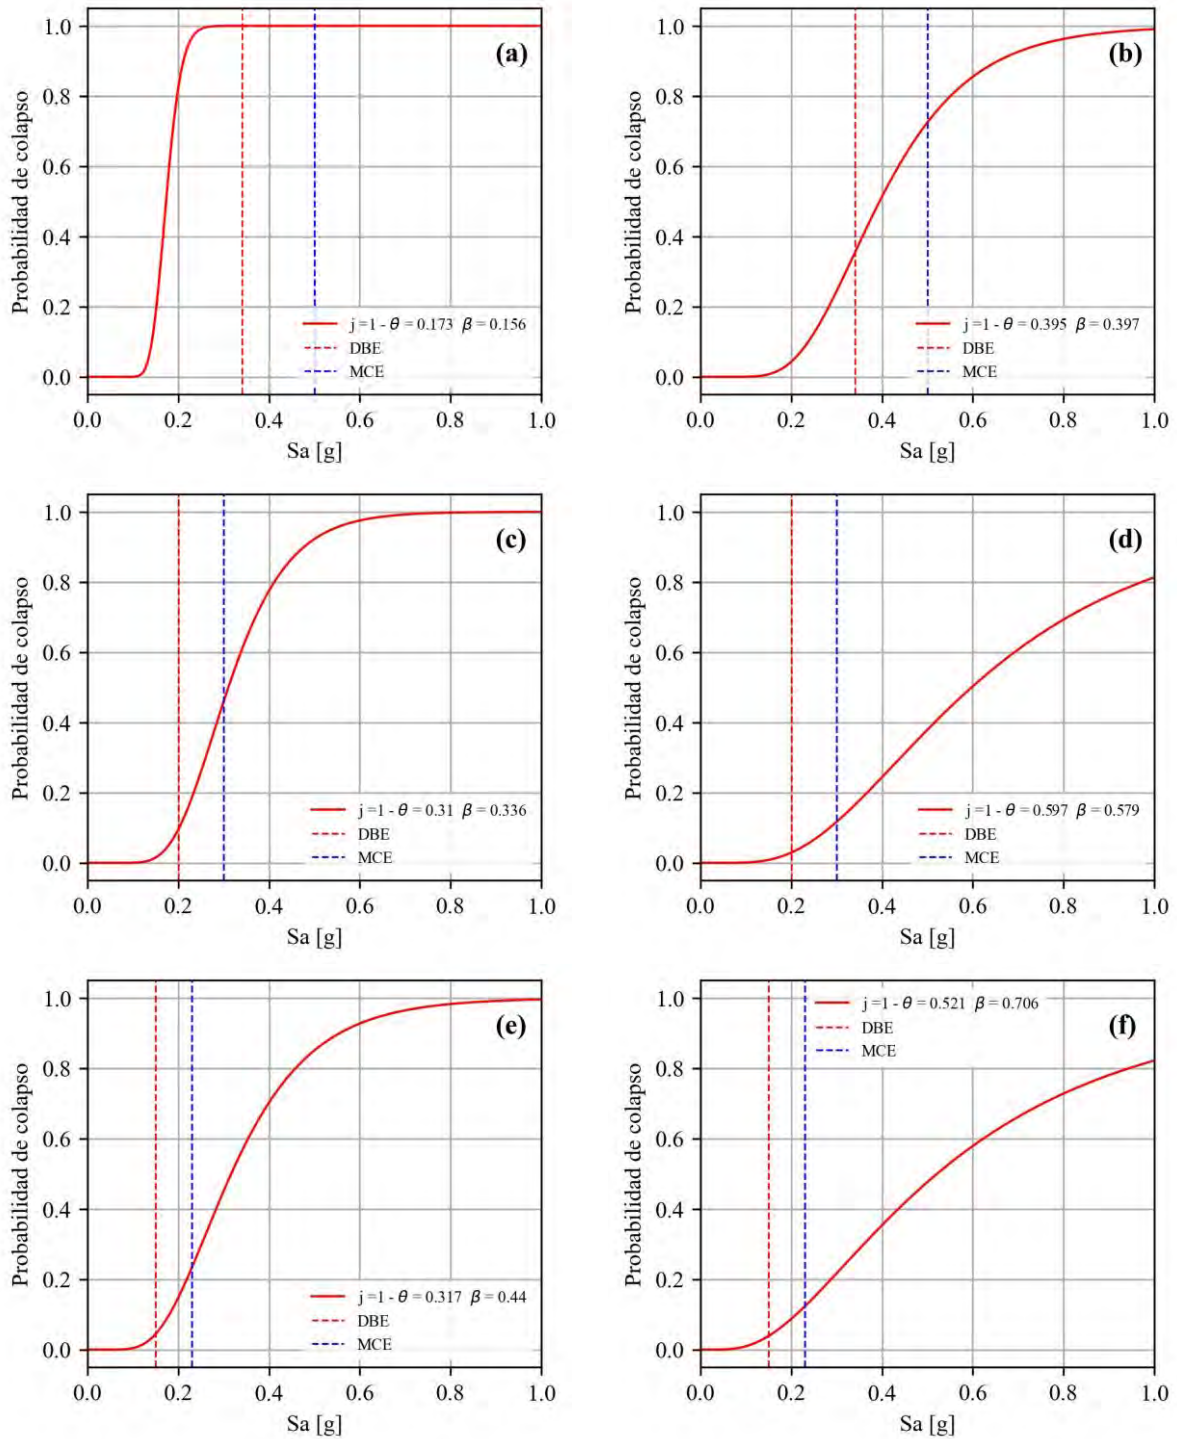 (a)
Probabilidad de colapso
1.0
0.8
0.6
0.4
0.2
0.0
j =1 - θ = 0.173 β = 0.156
DBE
MCE
0.0 0.2 0.4 0.6 0.8 1.0
Sa [g]
(b)
Probabilidad de colapso
1.0
0.8
0.6
0.4
0.2
0.0
j =1 - θ = 0.395 β = 0.397
DBE
MCE
0.0 0.2 0.4 0.6 0.8 1.0
Sa [g]
(c)
Probabilidad de colapso
1.0
0.8
0.6
0.4
0.2
0.0
j =1 - θ = 0.31 β = 0.336
DBE
MCE
0.0 0.2 0.4 0.6 0.8 1.0
Sa [g]
(d)
Probabilidad de colapso
1.0
0.8
0.6
0.4
0.2
0.0
j =1 - θ = 0.597 β = 0.579
DBE
MCE
0.0 0.2 0.4 0.6 0.8 1.0
Sa [g]
(e)
Probabilidad de colapso
1.0
0.8
0.6
0.4
0.2
0.0
j =1 - θ = 0.317 β = 0.44
DBE
MCE
0.0 0.2 0.4 0.6 0.8 1.0
Sa [g]
(f)
Probabilidad de colapso
1.0
0.8
0.6
0.4
0.2
0.0
j =1 - θ = 0.521 β = 0.706
DBE
MCE
0.0 0.2 0.4 0.6 0.8 1.0
Sa [g]